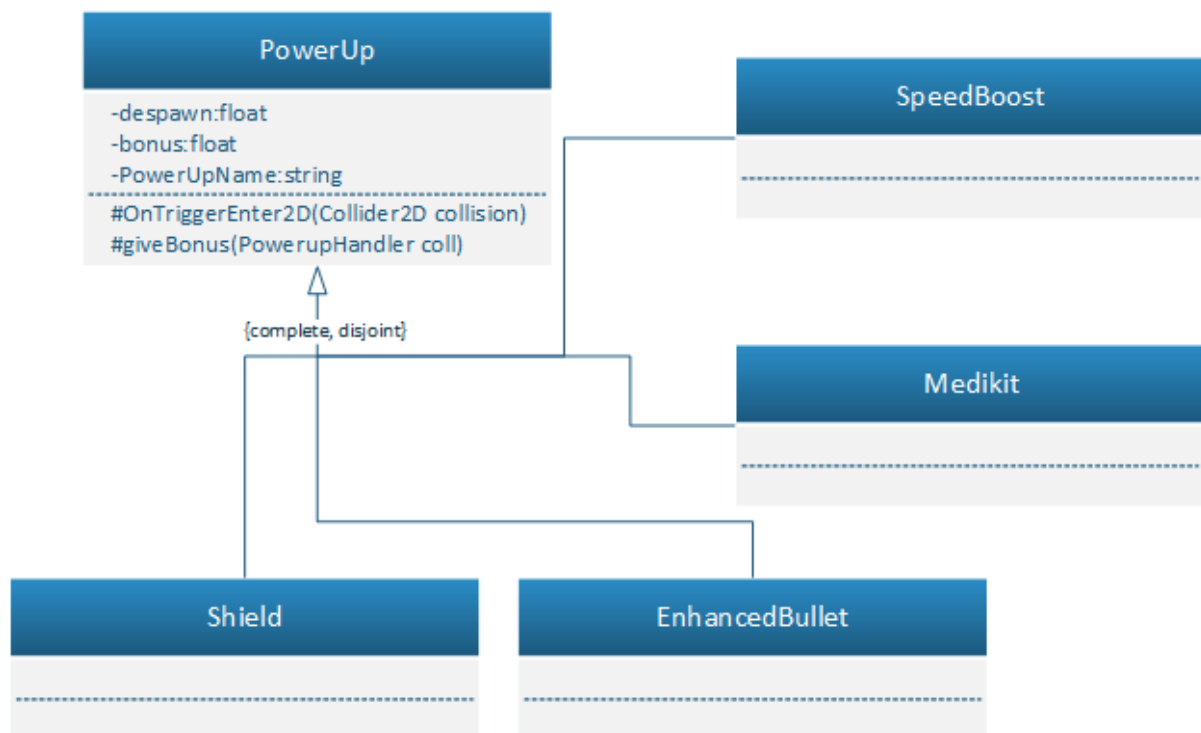 PowerUp
-despawn:float
-bonus:float
-PowerUpName:string
#OnTriggerEnter2D(Collider2D collision)
#giveBonus(PowerupHandler coll)
SpeedBoost
{complete, disjoint}
Medikit
Shield
EnhancedBullet